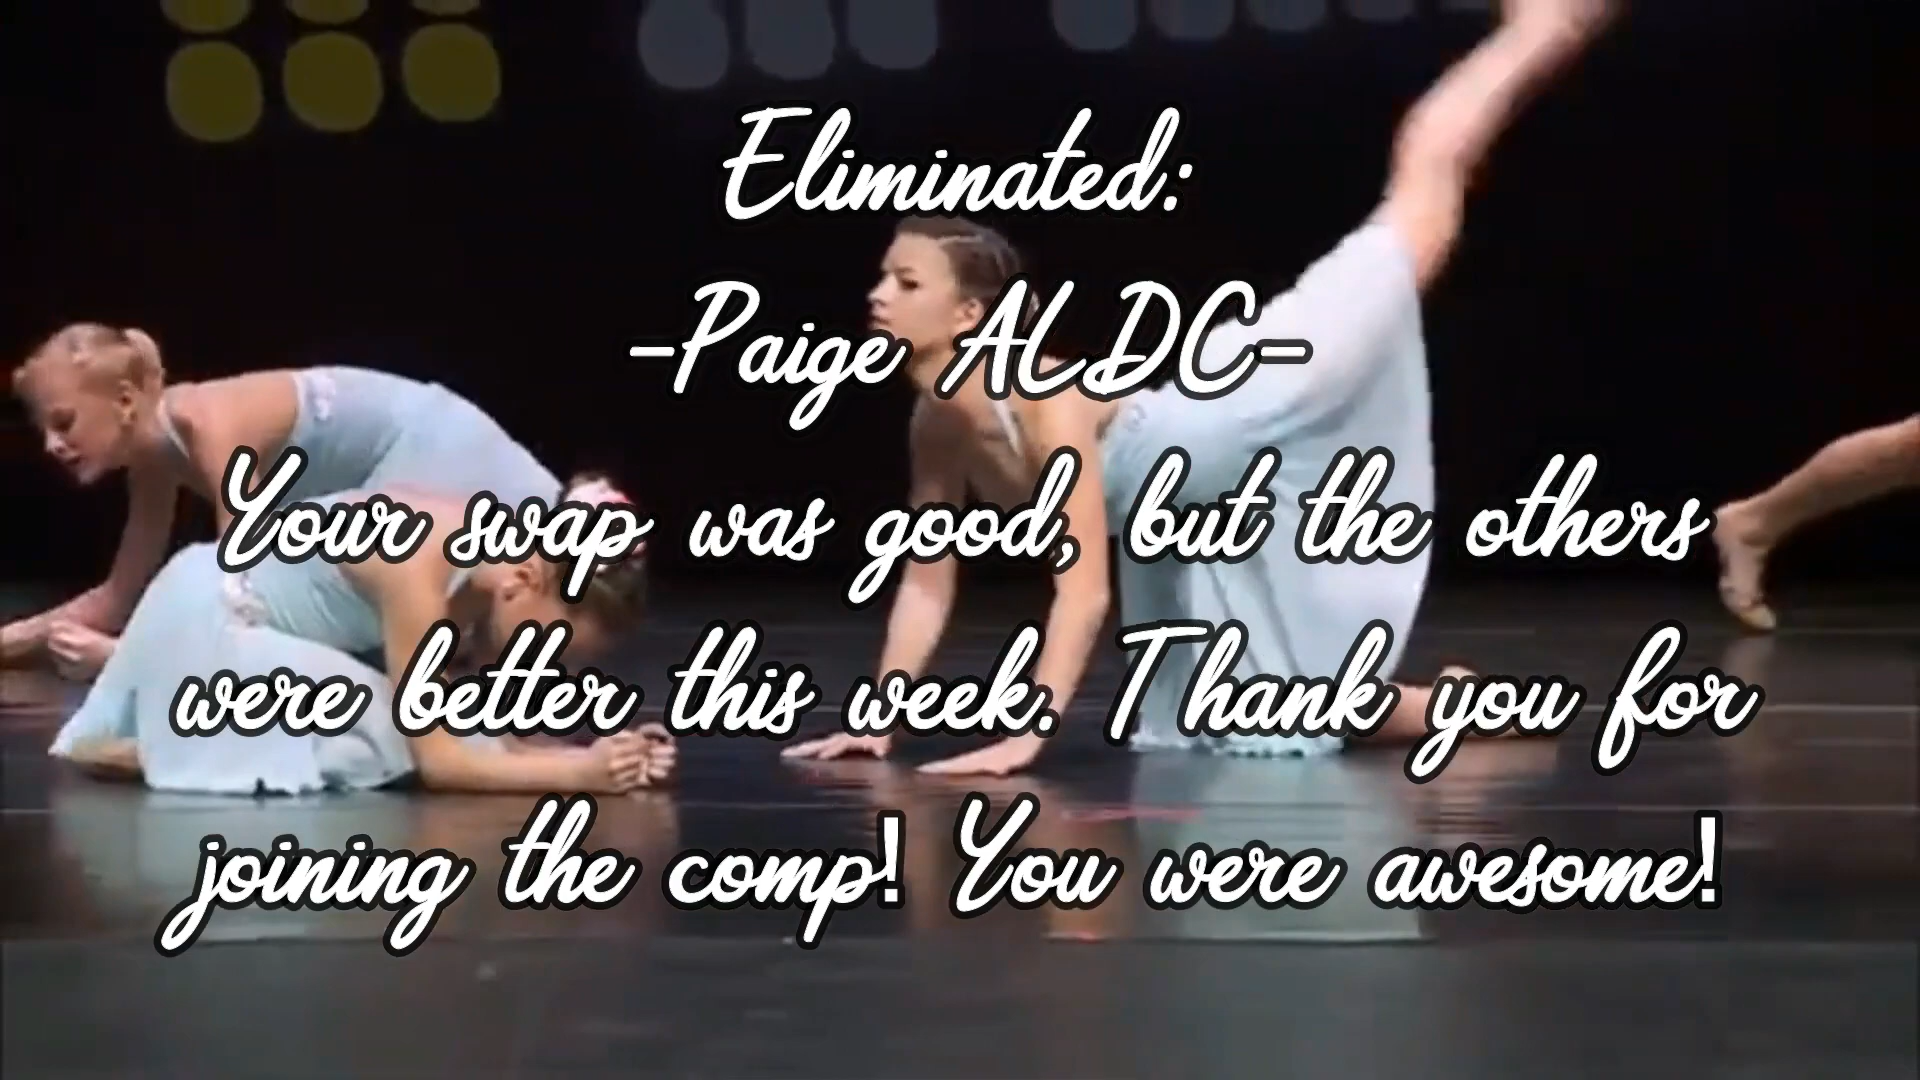 Eliminated:
-Paige ALDC-
Your swap was good, but the others
were better this week. Thank you for
joining the comp! You were awesome!